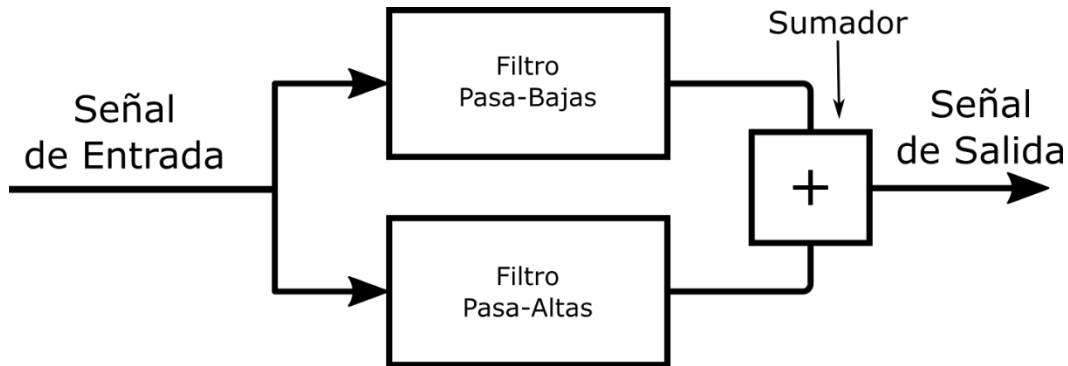 Señal
de Entrada
Filtro
Pasa-Bajas
Filtro
Pasa-Altas
Sumador
+
Señal
de Salida